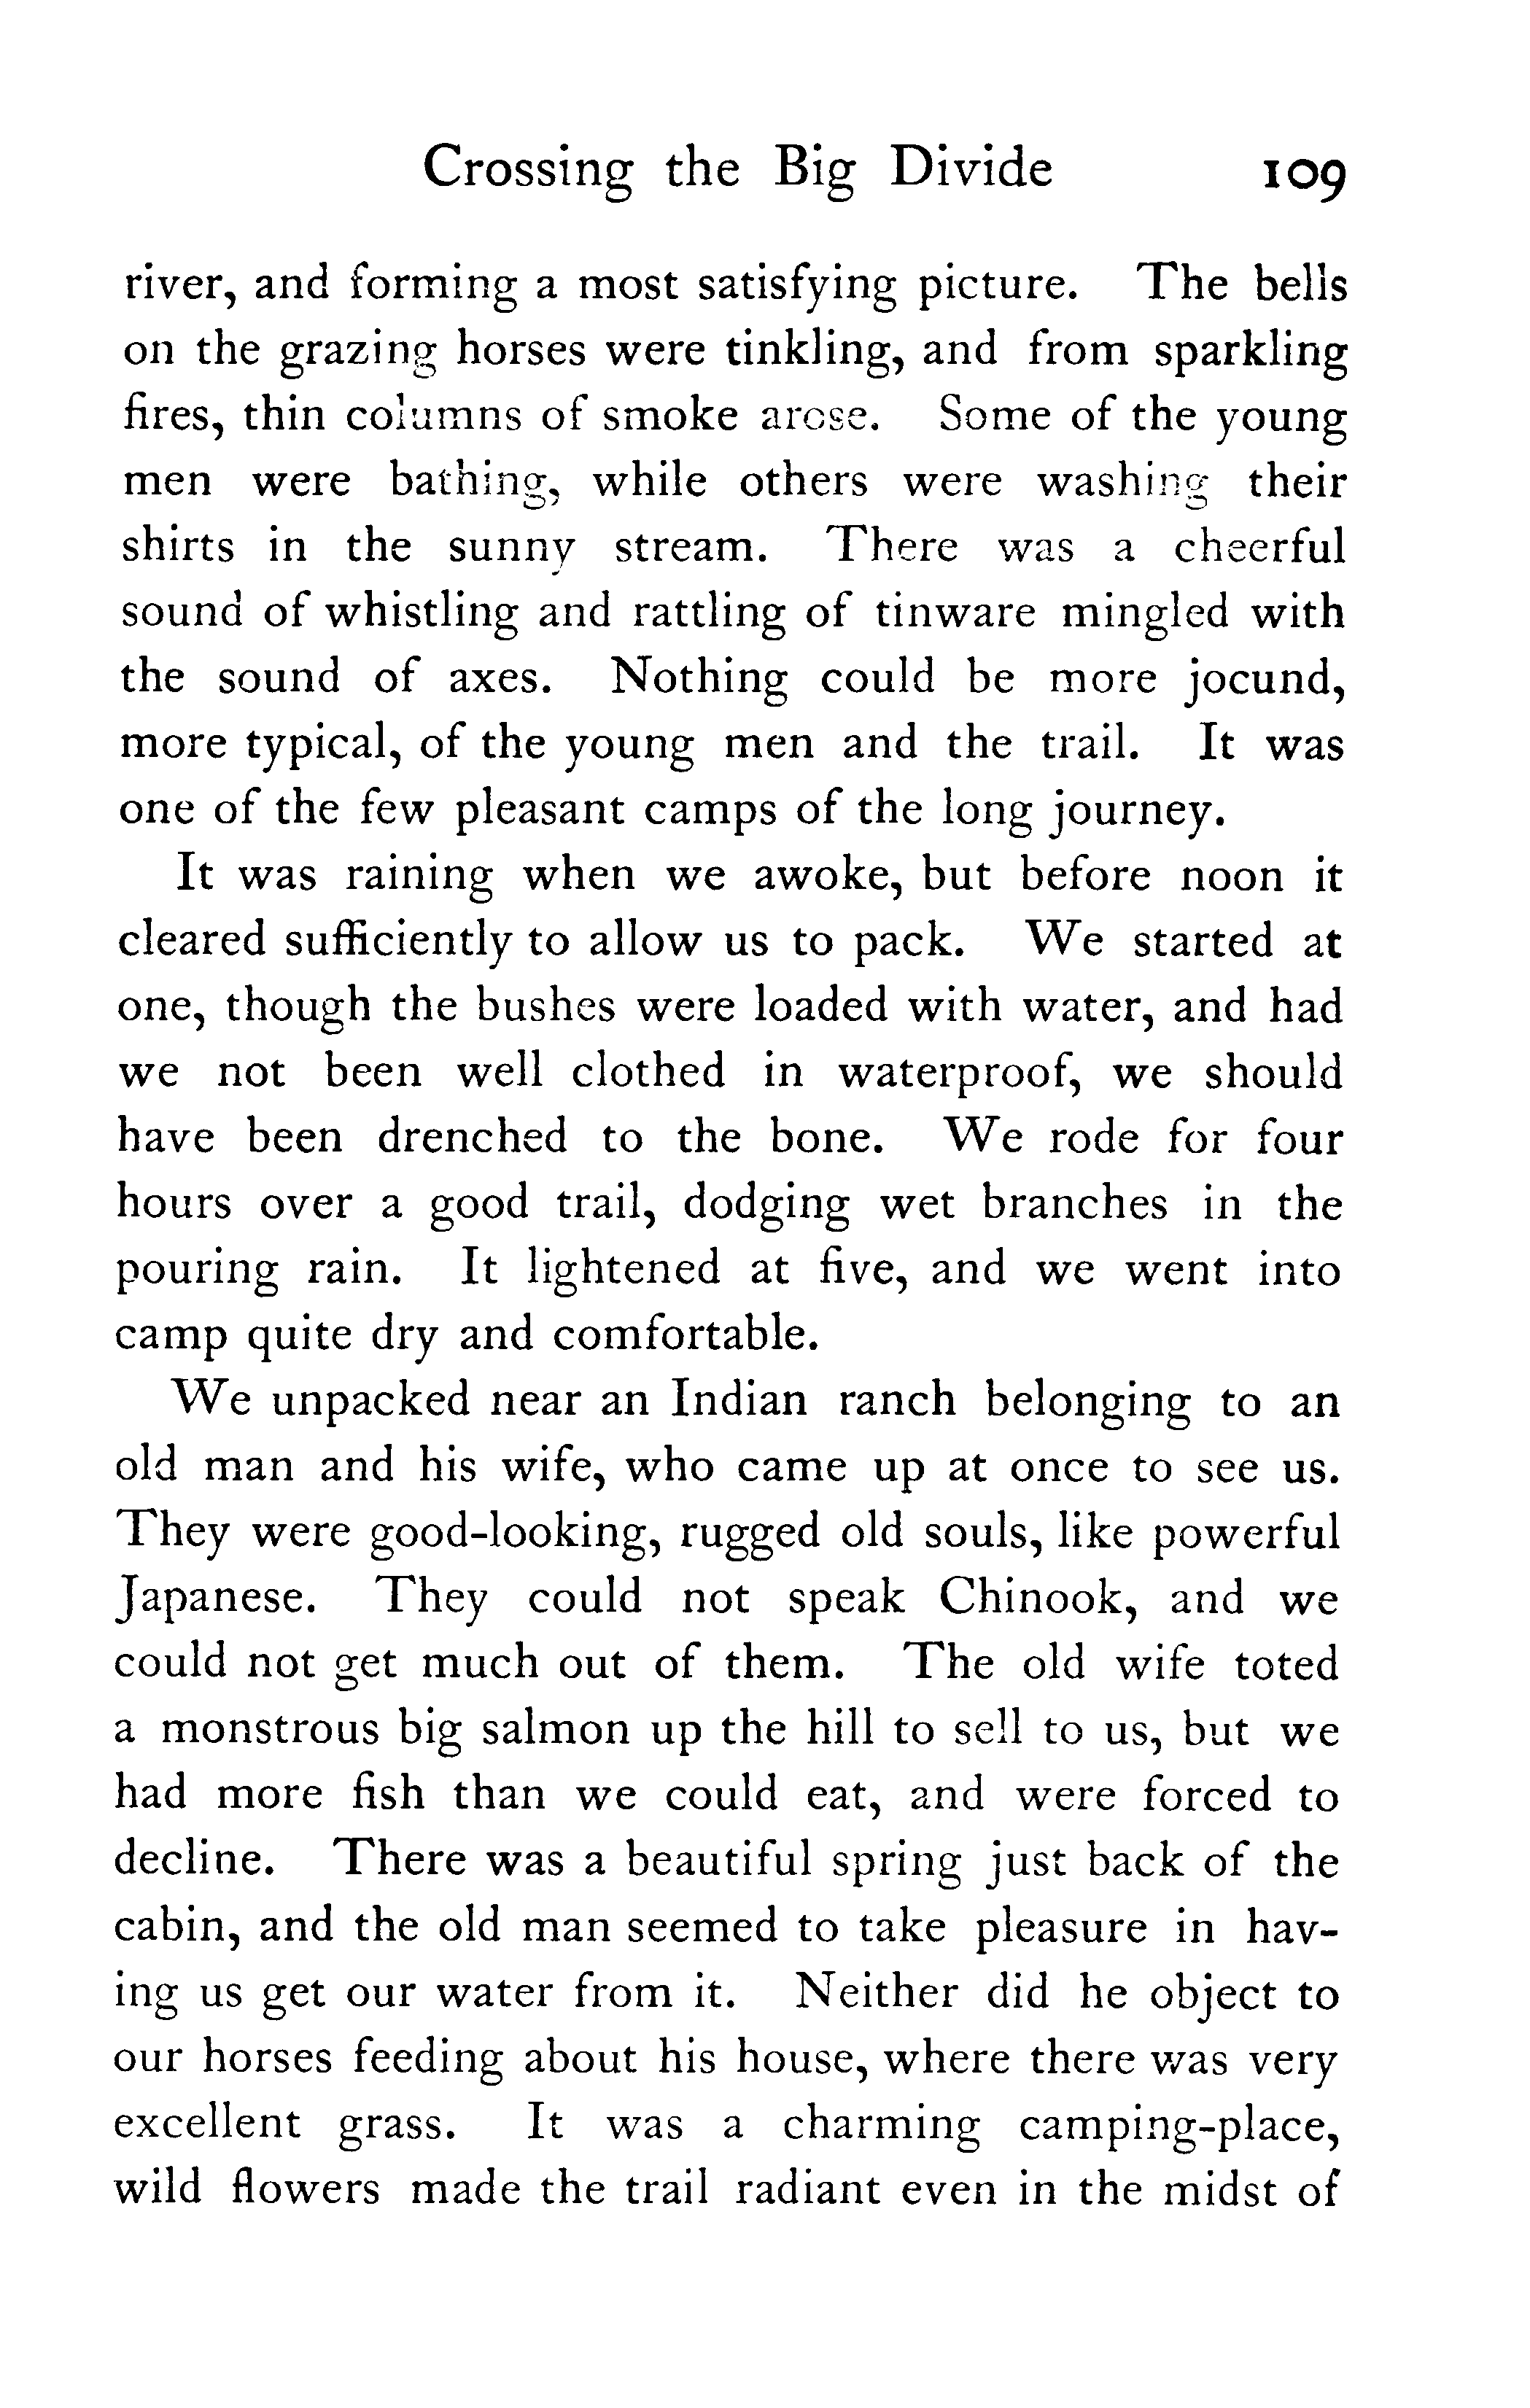 Crossing the Big Divide 109
river, and forming a most satisfying picture. The bells
on the grazing horses were tinkling, and from sparkling
fires, thin columns of smoke arose. Some of the young
men were bathing, while others were washing their
shirts in the sunny stream. There was a cheerful
sound of whistling and rattling of tinware mingled with
the sound of axes. Nothing could be more jocund,
more typical, of the young men and the trail. It was
one of the few pleasant camps of the long journey.
It was raining when we awoke, but before noon it
cleared sufficiently to allow us to pack. We started at
one, though the bushes were loaded with water, and had
we not been well clothed in waterproof, we should
have been drenched to the bone. We rode for four
hours over a good trail, dodging wet branches in the
pouring rain. It lightened at five, and we went into
camp quite dry and comfortable.
We unpacked near an Indian ranch belonging to an
old man and his wife, who came up at once to see us.
They were good-looking, rugged old souls, like powerful
Japanese. They could not speak Chinook, and we
could not get much out of them. The old wife toted
a monstrous big salmon up the hill to sell to us, but we
had more fish than we could eat, and were forced to
decline. There was a beautiful spring just back of the
cabin, and the old man seemed to take pleasure in hav-
ing us get our water from it. Neither did he object to
our horses feeding about his house, where there was very
excellent grass. It was a charming camping-place,
wild flowers made the trail radiant even in the midst of